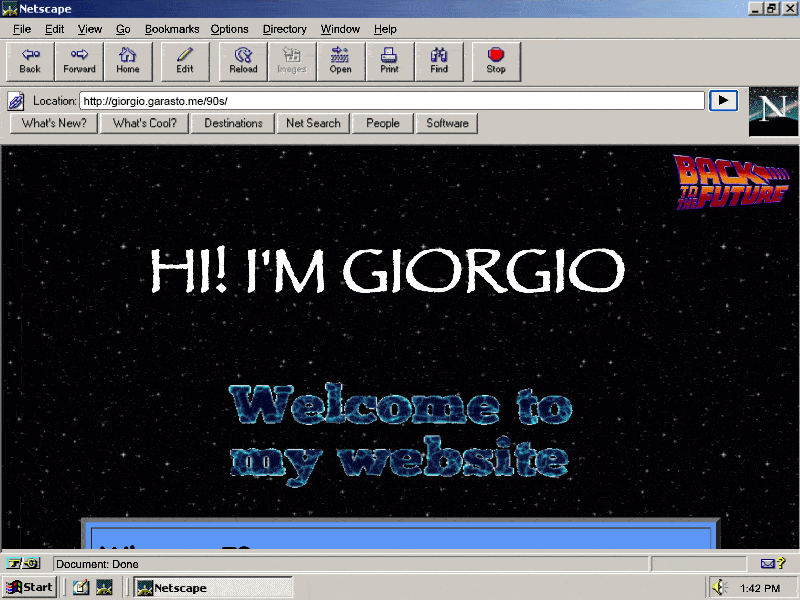 Netscape
File Edit View Go Bookmarks Options Directory Window Help
Back Forward Home Edit Reload Images Open Print Find Stop
Location: http://giorgio.garasto.me/90s/
N
What's New? What's Cool? Destinations Net Search People Software
BACK
TO THE FUTURE
HI! I'M GIORGIO
Welcome to
my website
Document: Done
?
Start Netscape 1:42 PM